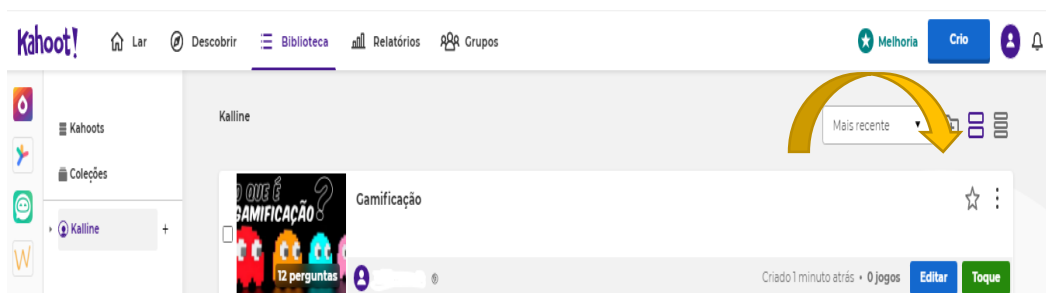 Kahoot! Lar Descobrir Biblioteca Relatórios Grupos Melhoria Crio
Kalline
Mais recente
Kahoots
Coleções
Kalline +
O QUE É GAMIFICAÇÃO?
12 perguntas
Gamificação
Criado 1 minuto atrás • 0 jogos Editar Toque